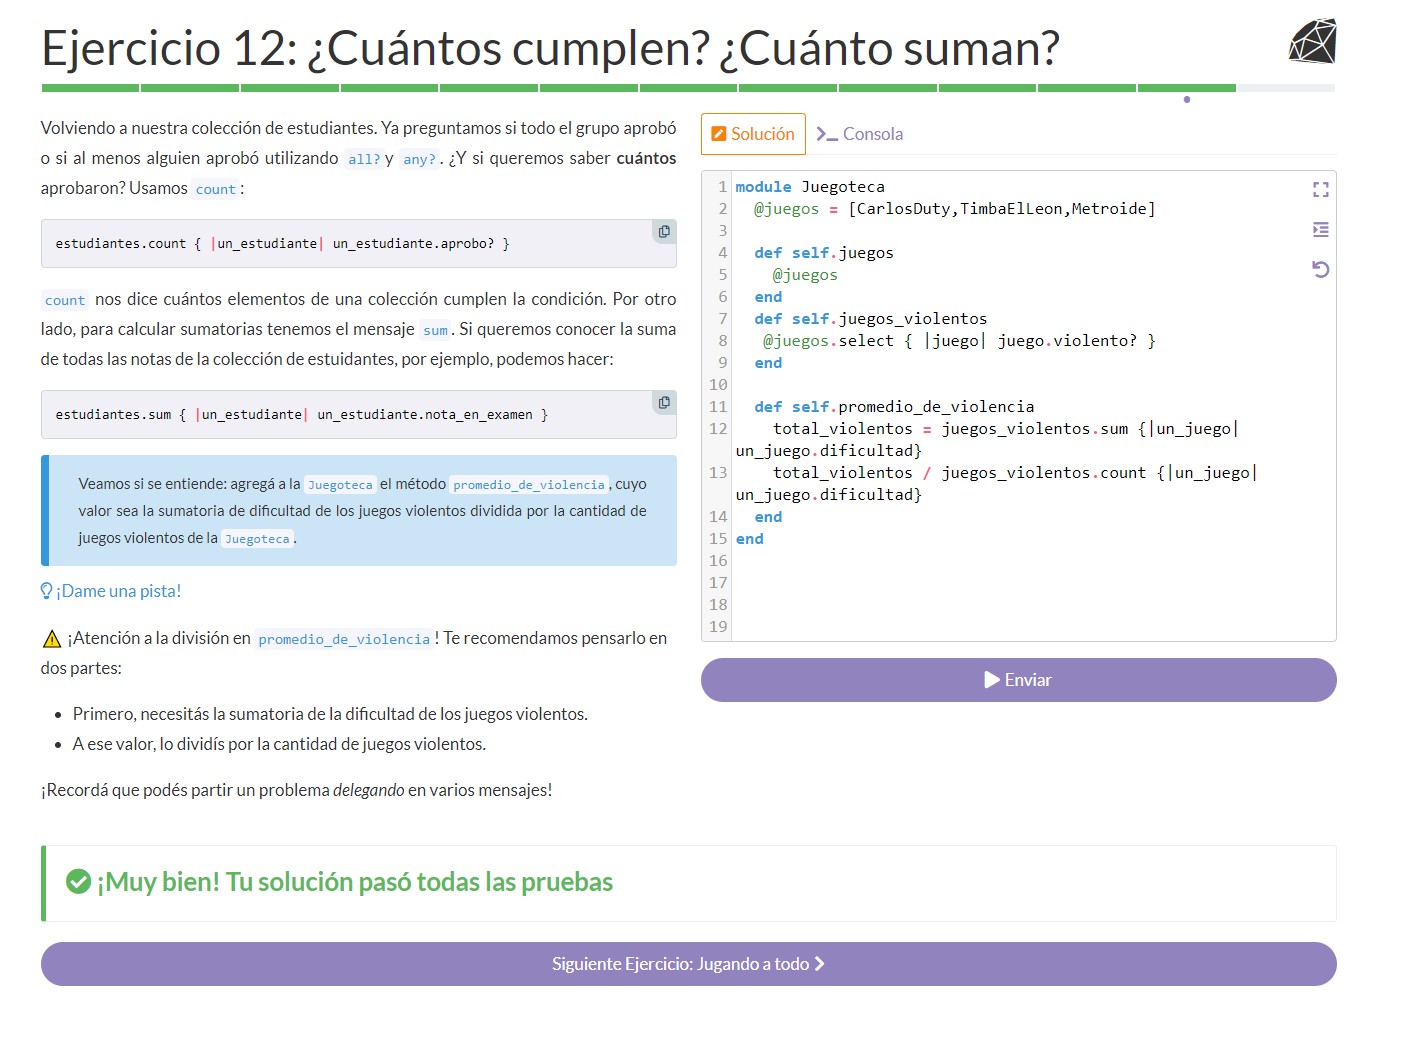 Ejercicio 12: ¿Cuántos cumplen? ¿Cuánto suman?
Volviendo a nuestra colección de estudiantes. Ya preguntamos si todo el grupo aprobó
o si al menos alguien aprobó utilizando all? y any? . ¿Y si queremos saber cuántos
aprobaron? Usamos count :
estudiantes.count { |un_estudiante| un_estudiante.aprobo? }
count nos dice cuántos elementos de una colección cumplen la condición. Por otro
lado, para calcular sumatorias tenemos el mensaje sum . Si queremos conocer la suma
de todas las notas de la colección de estuidantes, por ejemplo, podemos hacer:
estudiantes.sum { |un_estudiante| un_estudiante.nota_en_examen }
Veamos si se entiende: agregá a la Juegoteca el método promedio_de_violencia , cuyo
valor sea la sumatoria de dificultad de los juegos violentos dividida por la cantidad de
juegos violentos de la Juegoteca .
¡Dame una pista!
¡Atención a la división en promedio_de_violencia ! Te recomendamos pensarlo en
dos partes:
• Primero, necesitás la sumatoria de la dificultad de los juegos violentos.
• A ese valor, lo dividís por la cantidad de juegos violentos.
¡Recordá que podés partir un problema delegando en varios mensajes!
Solución
Consola
1 module Juegoteca
2   @juegos = [CarlosDuty,TimbaElLeon,Metroide]
3
4   def self.juegos
5     @juegos
6   end
7   def self.juegos_violentos
8    @juegos.select { |juego| juego.violento? }
9   end
10
11   def self.promedio_de_violencia
12     total_violentos = juegos_violentos.sum {|un_juego|
un_juego.dificultad}
13     total_violentos / juegos_violentos.count {|un_juego|
un_juego.dificultad}
14   end
15 end
16
17
18
19
Enviar
¡Muy bien! Tu solución pasó todas las pruebas
Siguiente Ejercicio: Jugando a todo